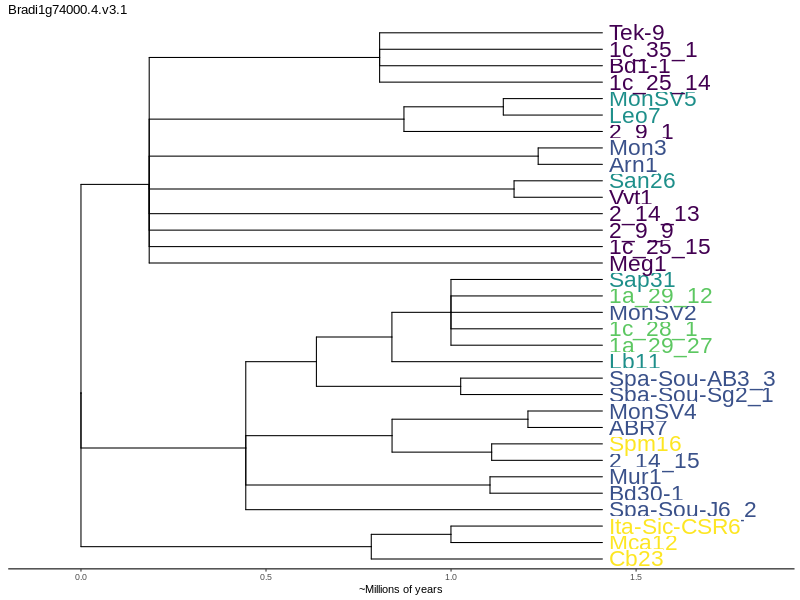 Bradi1g74000.4.v3.1
Tek-9
1c_35_1
Bd1-1
1c_25_14
MonSV5
Leo7
2_9_1
Mon3
Arn1
San26
Vyt1
2_14_13
2_9_9
1c_25_15
Meg1
Sap31
1a_29_12
MonSV2
1c_28_1
1a_29_27
Lb11
Spa-Sou-AB3_3
Sba-Sou-Sg2_1
MonSV4
ABR7
Spm16
2_14_15
Mur1
Bd30-1
Spa-Sou-J6_2
Ita-Sic-CSR6
Mca12
Cb23
0.0 0.5 1.0 1.5
~Millions of years